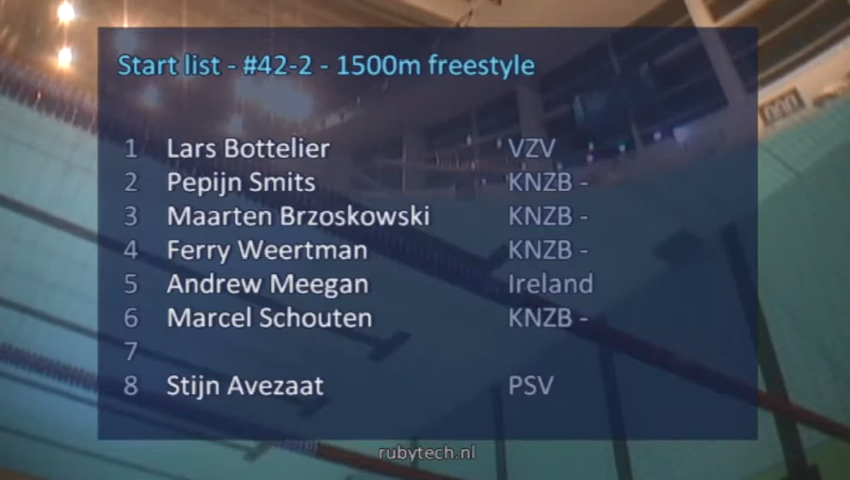 Start list - #42-2 - 1500m freestyle
1 Lars Bottelier VZV
2 Pepijn Smits KNZB -
3 Maarten Brzoskowski KNZB -
4 Ferry Weertman KNZB -
5 Andrew Meegan Ireland
6 Marcel Schouten KNZB -
7
8 Stijn Avezaat PSV
rubytech.nl